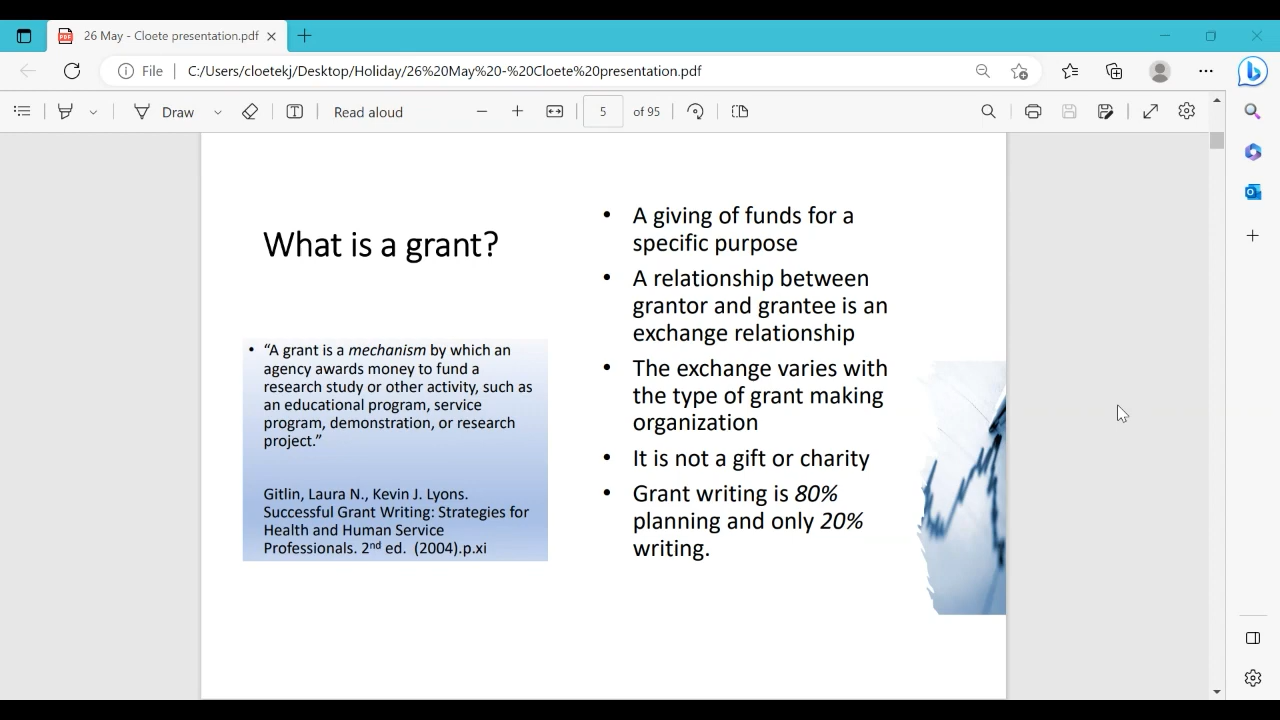 26 May - Cloete presentation.pdf
File
C:/Users/cloetekj/Desktop/Holiday/26%20May%20-%20Cloete%20presentation.pdf
Draw
Read aloud
5
of 95
What is a grant?
• “A grant is a mechanism by which an
agency awards money to fund a
research study or other activity, such as
an educational program, service
program, demonstration, or research
project.”
Gitlin, Laura N., Kevin J. Lyons.
Successful Grant Writing: Strategies for
Health and Human Service
Professionals. 2nd ed. (2004).p.xi
• A giving of funds for a
specific purpose
• A relationship between
grantor and grantee is an
exchange relationship
• The exchange varies with
the type of grant making
organization
• It is not a gift or charity
• Grant writing is 80%
planning and only 20%
writing.